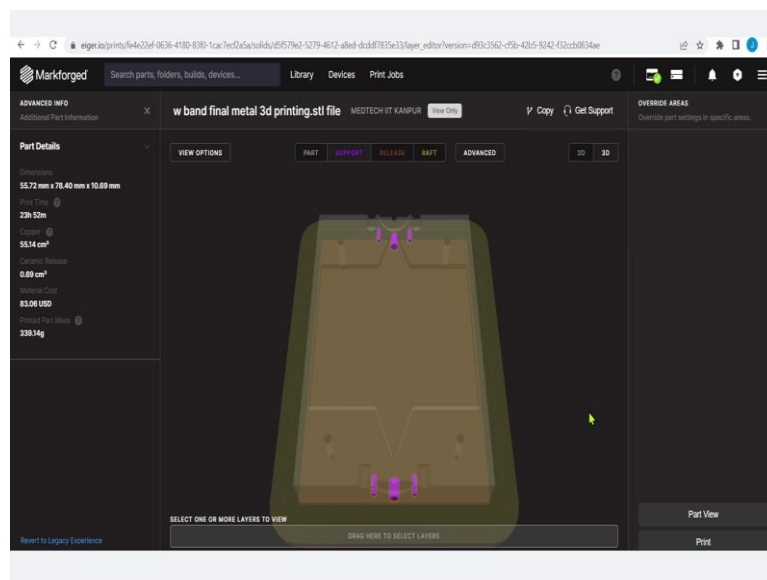 eiger.io/prints/fe4e22ef-0636-4180-83f0-1cac7ecf2a5a/solids/d5f579e2-5279-4612-a8ed-dcddf7835e33/layer_editor?version=d93c3562-cf5b-42b5-9242-f32ccb0834ae
Markforged
Search parts, folders, builds, devices...
Library Devices Print Jobs
ADVANCED INFO
Additional Part Information
w band final metal 3d printing.stl file MEDTECH IIT KANPUR View Only
Copy Get Support
OVERRIDE AREAS
Override part settings in specific areas.
Part Details
Dimensions
55.72 mm x 78.40 mm x 10.69 mm
Print Time
23h 52m
Copper
55.14 cm³
Ceramic Release
0.69 cm³
Material Cost
83.06 USD
Printed Part Mass
339.14g
VIEW OPTIONS
PART SUPPORT RELEASE RAFT ADVANCED
2D 3D
SELECT ONE OR MORE LAYERS TO VIEW
DRAG HERE TO SELECT LAYERS
Part View
Print
Revert to Legacy Experience